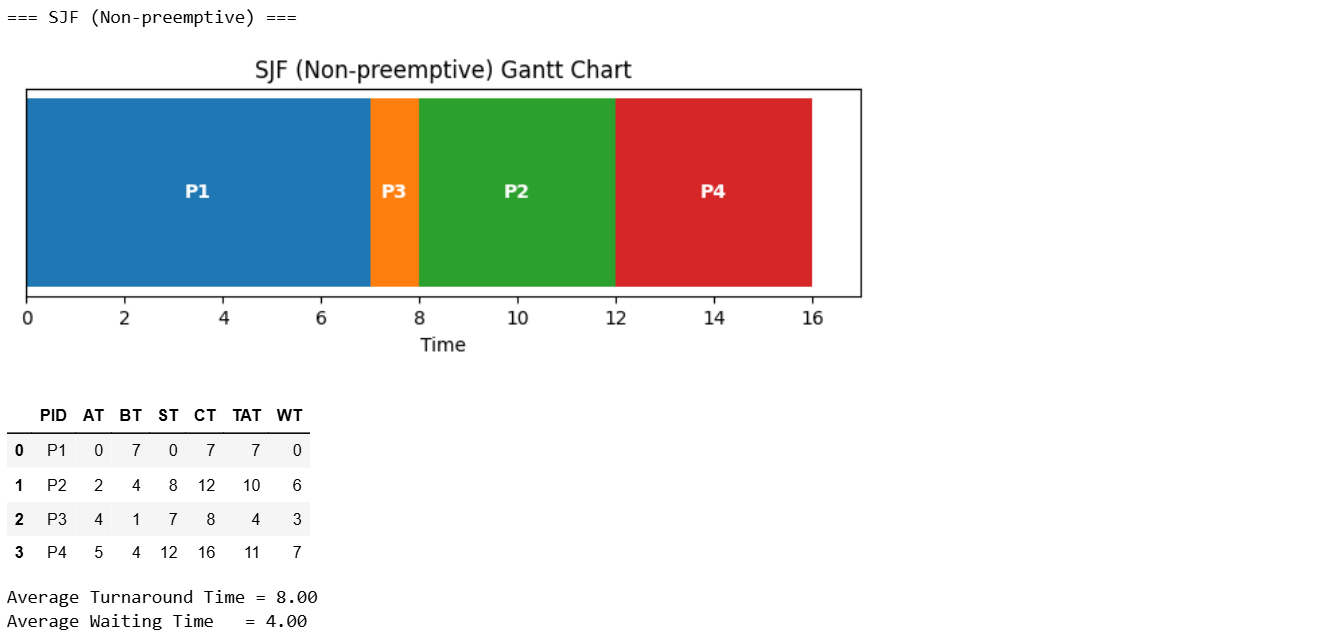 === SJF (Non-preemptive) ===
SJF (Non-preemptive) Gantt Chart
P1 P3 P2 P4
0 2 4 6 8 10 12 14 16
Time
PID AT BT ST CT TAT WT
0 P1 0 7 0 7 7 0
1 P2 2 4 8 12 10 6
2 P3 4 1 7 8 4 3
3 P4 5 4 12 16 11 7
Average Turnaround Time = 8.00
Average Waiting Time   = 4.00